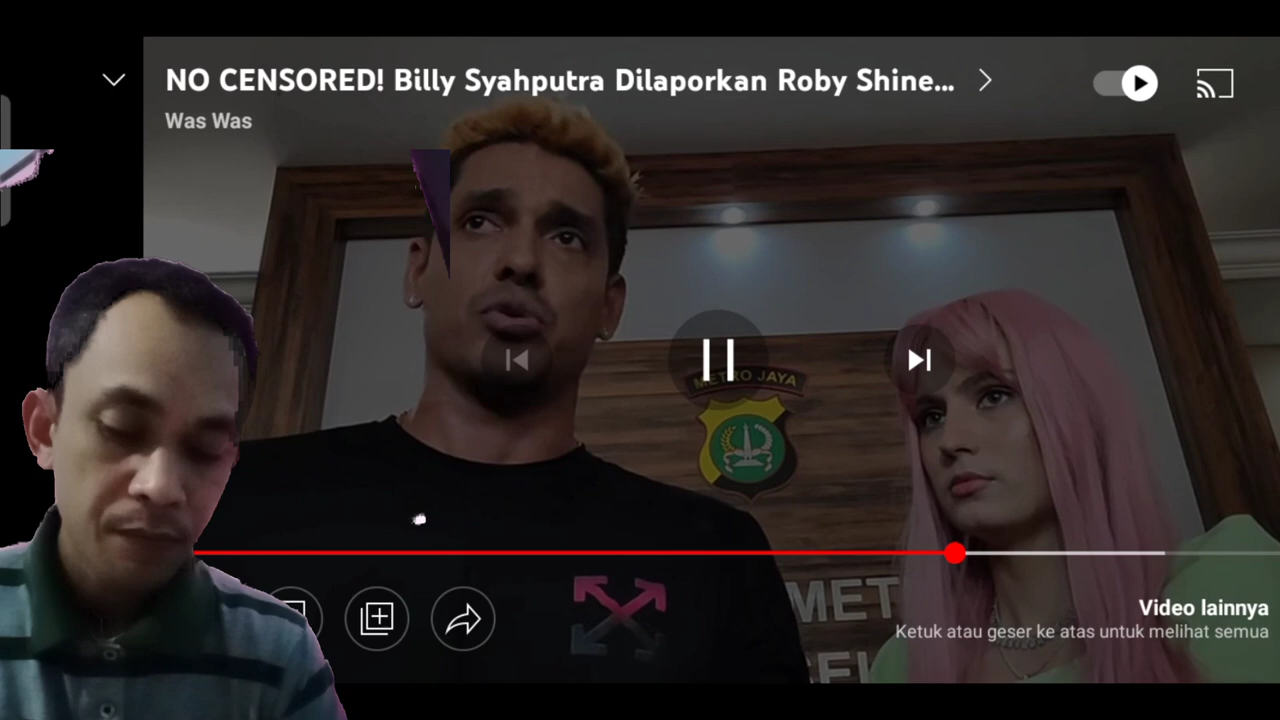 NO CENSORED! Billy Syahputra Dilaporkan Roby Shine...
Was Was
METRO JAYA
MET
Video lainnya
Ketuk atau geser ke atas untuk melihat semua